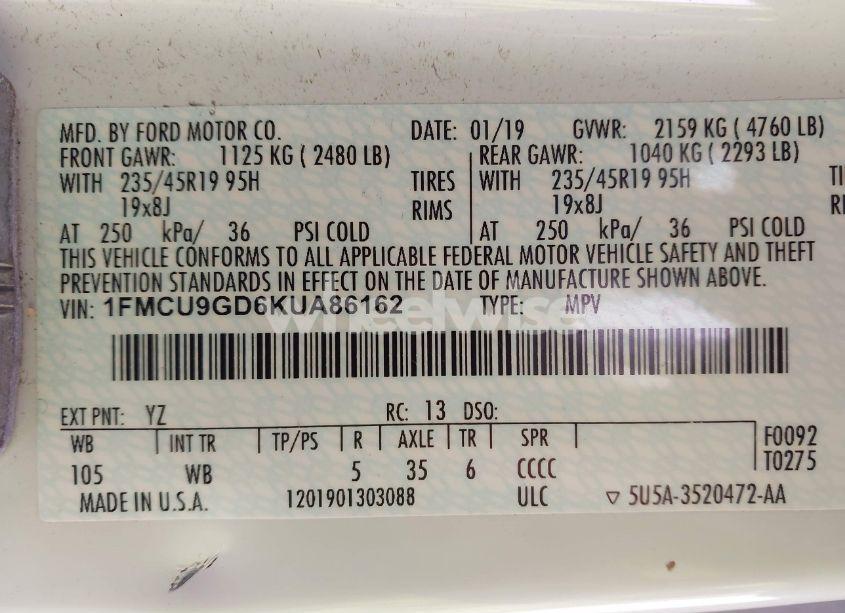 MFD. BY FORD MOTOR CO. DATE: 01/19 GVWR: 2159 KG ( 4760 LB)
FRONT GAWR: 1125 KG ( 2480 LB) REAR GAWR: 1040 KG ( 2293 LB)
WITH 235/45R19 95H TIRES WITH 235/45R19 95H TI
19x8J RIMS 19x8J RI
AT 250 kPa/ 36 PSI COLD AT 250 kPa/ 36 PSI COLD
THIS VEHICLE CONFORMS TO ALL APPLICABLE FEDERAL MOTOR VEHICLE SAFETY AND THEFT
PREVENTION STANDARDS IN EFFECT ON THE DATE OF MANUFACTURE SHOWN ABOVE.
VIN: 1FMCU9GD6KUA86162 TYPE: MPV
wheelwise
EXT PNT: YZ RC: 13 DSO:
WB INT TR TP/PS R AXLE TR SPR F0092
105 WB 5 35 6 CCCC T0275
MADE IN U.S.A. 1201901303088 ULC ▽ 5U5A-3520472-AA